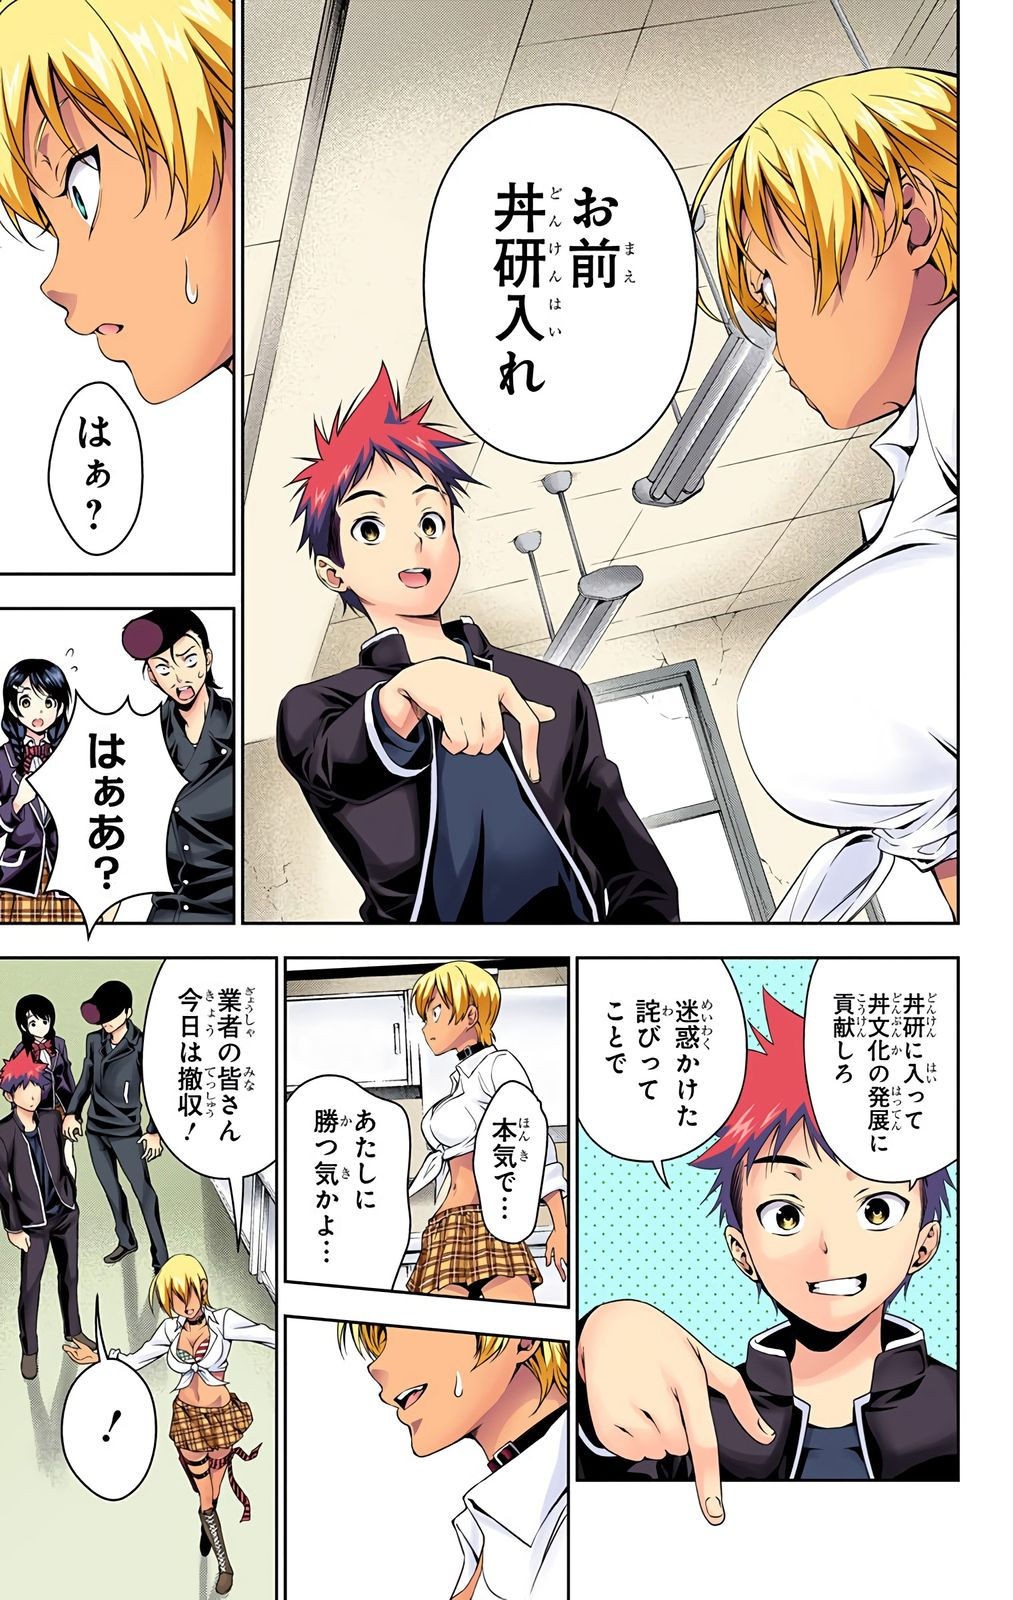 お前
丼研入れ
はぁ?
はぁあ?
丼研に入って
丼文化の発展に
貢献しろ
迷惑かけた
詫びって
ことで
本気で…
あたしに
勝つ気かよ…
業者の皆さん
今日は撤収!
!